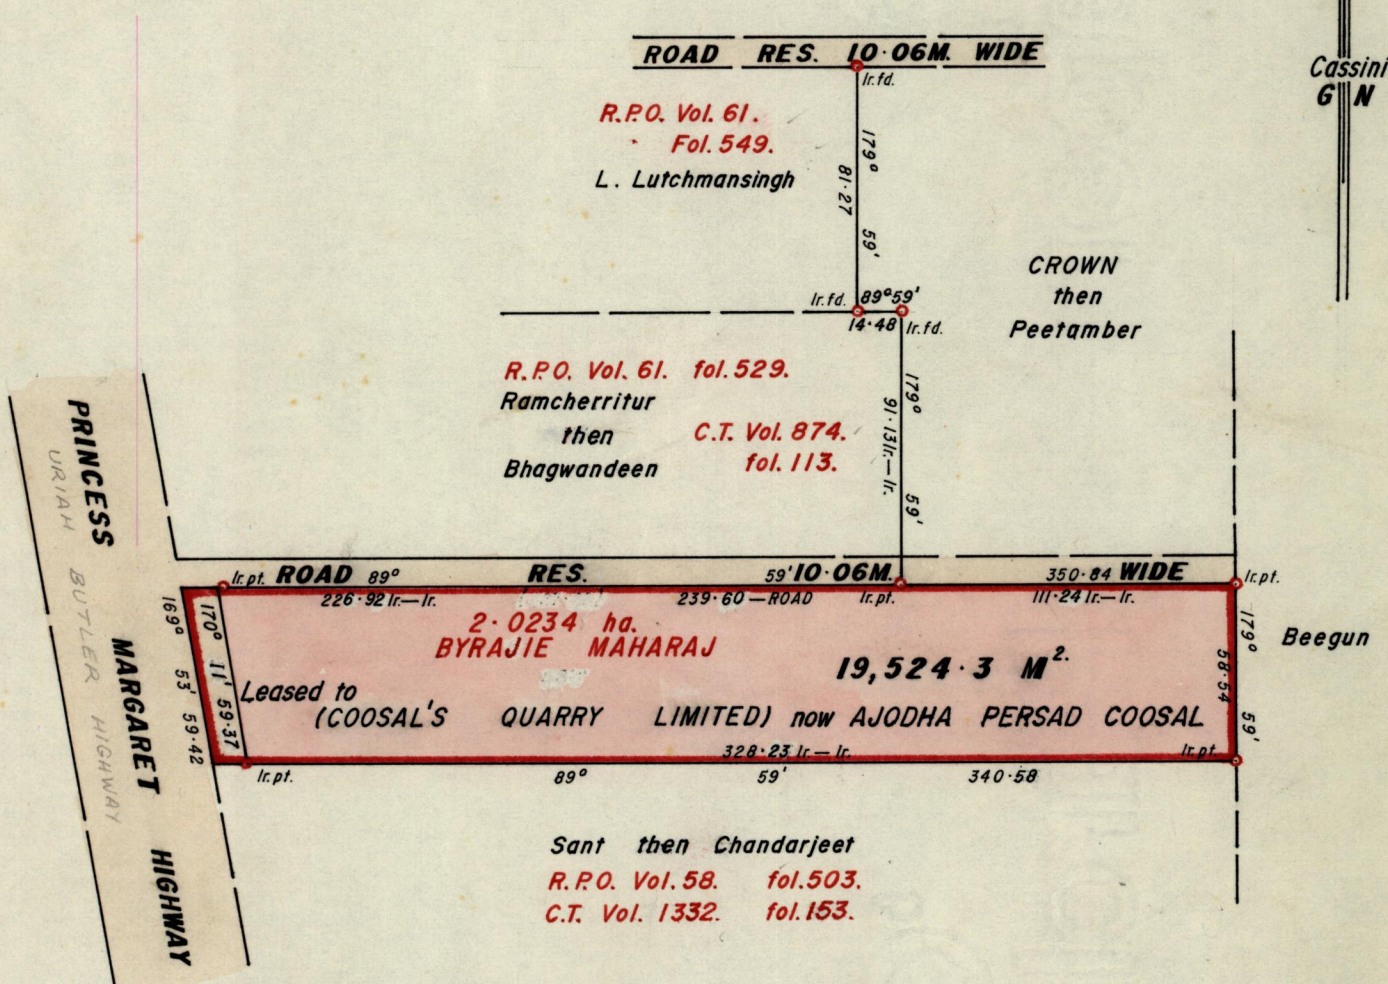 ROAD RES. 10·06M. WIDE
Ir.fd.
Cassini
G N
R.P.O. Vol. 61.
Fol. 549.
L. Lutchmansingh
179°
81·27
59'
CROWN
then
Peetamber
Ir.fd. 89°59'
14·48 Ir.fd.
R.P.O. Vol. 61. fol. 529.
Ramcherritur
then
Bhagwandeen
C.T. Vol. 874.
fol. 113.
179°
91·13 Ir.—Ir.
59'
PRINCESS MARGARET HIGHWAY
URIAH BUTLER HIGHWAY
Ir.pt. ROAD 89° RES. 59' 10·06M. 350·84 WIDE Ir.pt.
226·92 Ir.—Ir. 239·60—ROAD Ir.pt. 111·24 Ir.—Ir.
169° 53' 59·42
170° 11' 59·37
2·0234 ha.
BYRAJIE MAHARAJ
19,524·3 M2.
179° 59'
58·54
Beegun
Leased to
(COOSAL'S QUARRY LIMITED) now AJODHA PERSAD COOSAL
328·23 Ir.—Ir. Ir.pt.
Ir.pt. 89° 59' 340·58
Sant then Chandarjeet
R.P.O. Vol. 58. fol. 503.
C.T. Vol. 1332. fol. 153.